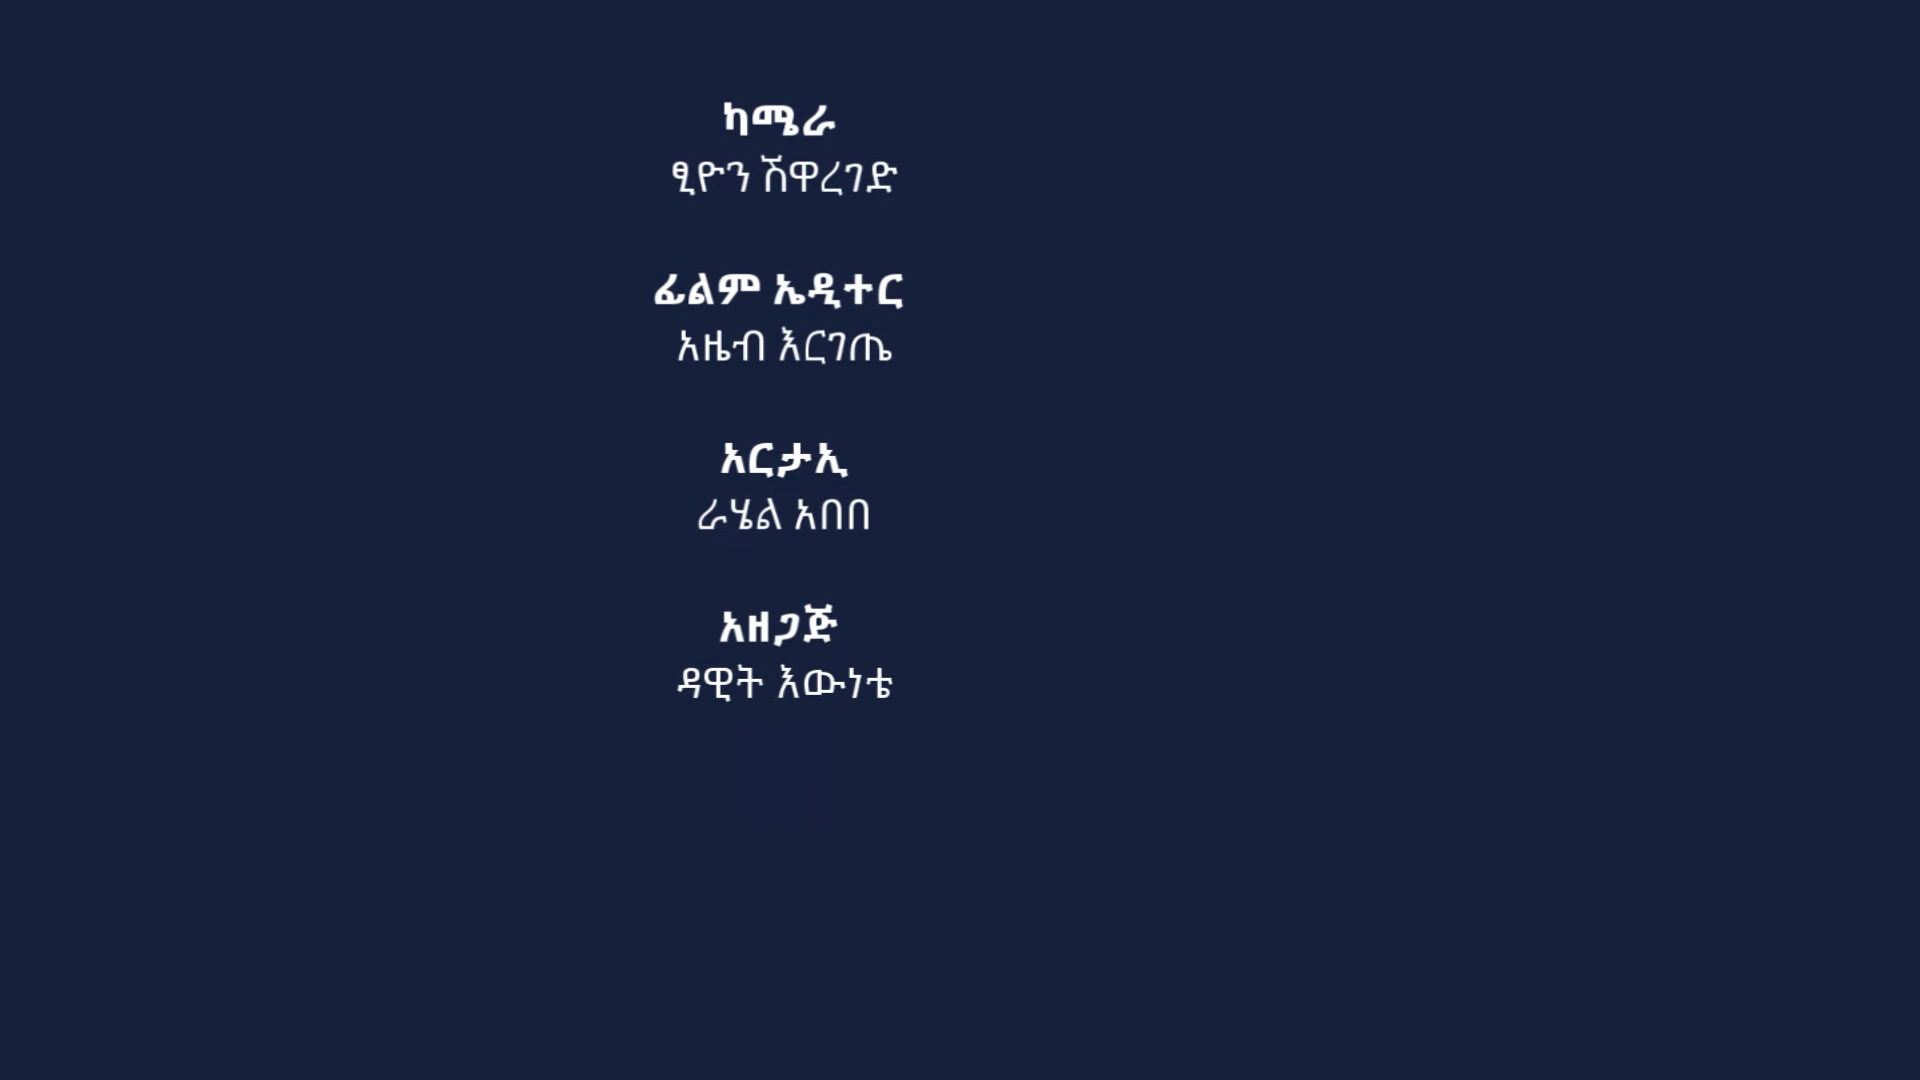 ካሜራ
ፂዮን ሽዋረገድ
ፊልም ኤዲተር
አዜብ እርገጤ
አርታኢ
ራሄል አበበ
አዘጋጅ
ዳዊት እውነቴ